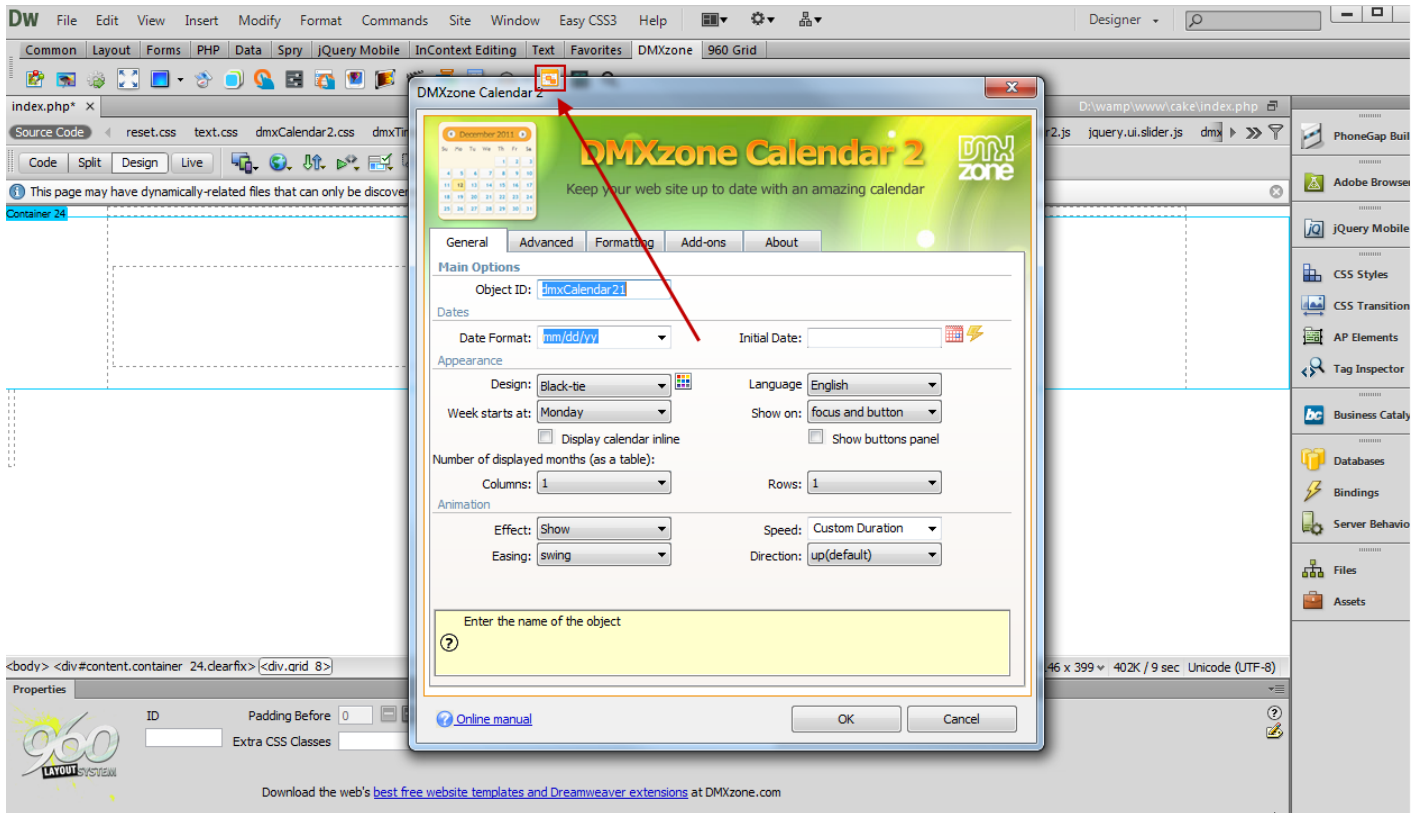 DW File Edit View Insert Modify Format Commands Site Window Easy CSS3 Help Designer
Common Layout Forms PHP Data Spry jQuery Mobile InContext Editing Text Favorites DMXzone 960 Grid
index.php* D:\wamp\www\cake\index.php
Source Code reset.css text.css dmxCalendar2.css r2.js jquery.ui.slider.js
Code Split Design Live
This page may have dynamically-related files that can only be
Container 24
DMXzone Calendar 2
December 2011
DMXzone Calendar 2
DMX zone
Keep your web site up to date with an amazing calendar
General Advanced Formatting Add-ons About
Main Options
Object ID: dmxCalendar21
Dates
Date Format: mm/dd/yy Initial Date:
Appearance
Design: Black-tie Language English
Week starts at: Monday Show on: focus and button
Display calendar inline Show buttons panel
Number of displayed months (as a table):
Columns: 1 Rows: 1
Animation
Effect: Show Speed: Custom Duration
Easing: swing Direction: up(default)
Enter the name of the object
Online manual OK Cancel
PhoneGap Buil
Adobe Browse
jQuery Mobile
CSS Styles
CSS Transition
AP Elements
Tag Inspector
Business Cataly
Databases
Bindings
Server Behavio
Files
Assets
<body> <div#content.container_24.clearfix> <div.grid_8> 46 x 399 402K / 9 sec Unicode (UTF-8)
Properties
960 LAYOUT SYSTEM
ID Padding Before 0
Extra CSS Classes
Download the web's best free website templates and Dreamweaver extensions at DMXzone.com